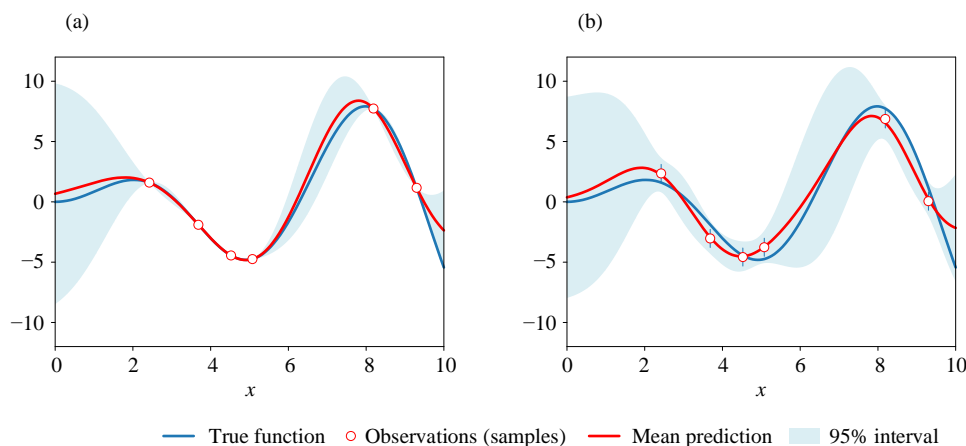 (a)
(b)
10
5
0
−5
−10
0 2 4 6 8 10
x
10
5
0
−5
−10
0 2 4 6 8 10
x
True function Observations (samples) Mean prediction 95% interval